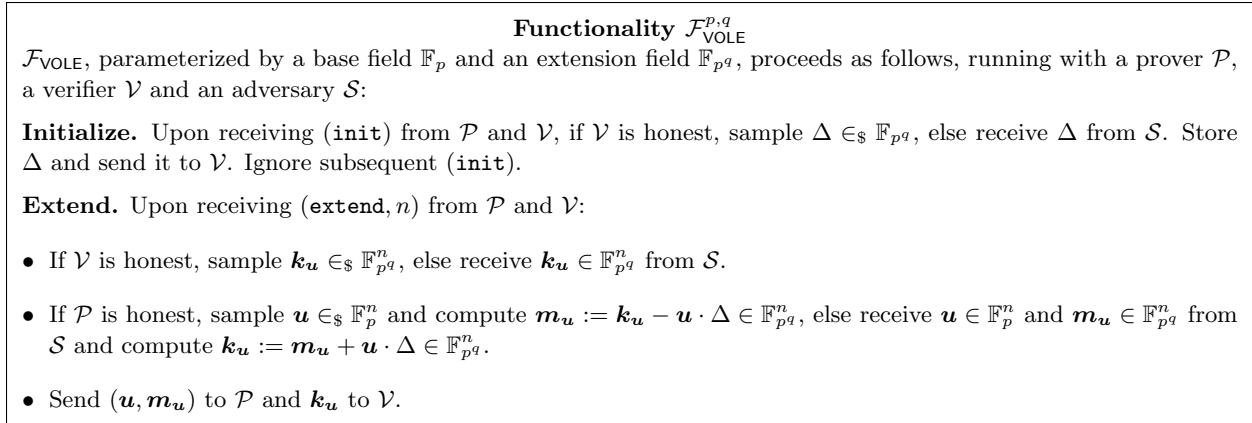 Functionality $\mathcal{F}_{\mathsf{VOLE}}^{p,q}$
$\mathcal{F}_{\mathsf{VOLE}}$, parameterized by a base field $\mathbb{F}_p$ and an extension field $\mathbb{F}_{p^q}$, proceeds as follows, running with a prover $\mathcal{P}$,
a verifier $\mathcal{V}$ and an adversary $\mathcal{S}$:
Initialize. Upon receiving (init) from $\mathcal{P}$ and $\mathcal{V}$, if $\mathcal{V}$ is honest, sample $\Delta \in_\$ \mathbb{F}_{p^q}$, else receive $\Delta$ from $\mathcal{S}$. Store
$\Delta$ and send it to $\mathcal{V}$. Ignore subsequent (init).
Extend. Upon receiving (extend, $n$) from $\mathcal{P}$ and $\mathcal{V}$:
• If $\mathcal{V}$ is honest, sample $\boldsymbol{k_u} \in_\$ \mathbb{F}_{p^q}^n$, else receive $\boldsymbol{k_u} \in \mathbb{F}_{p^q}^n$ from $\mathcal{S}$.
• If $\mathcal{P}$ is honest, sample $\boldsymbol{u} \in_\$ \mathbb{F}_p^n$ and compute $\boldsymbol{m_u} := \boldsymbol{k_u} - \boldsymbol{u} \cdot \Delta \in \mathbb{F}_{p^q}^n$, else receive $\boldsymbol{u} \in \mathbb{F}_p^n$ and $\boldsymbol{m_u} \in \mathbb{F}_{p^q}^n$ from
$\mathcal{S}$ and compute $\boldsymbol{k_u} := \boldsymbol{m_u} + \boldsymbol{u} \cdot \Delta \in \mathbb{F}_{p^q}^n$.
• Send $(\boldsymbol{u}, \boldsymbol{m_u})$ to $\mathcal{P}$ and $\boldsymbol{k_u}$ to $\mathcal{V}$.